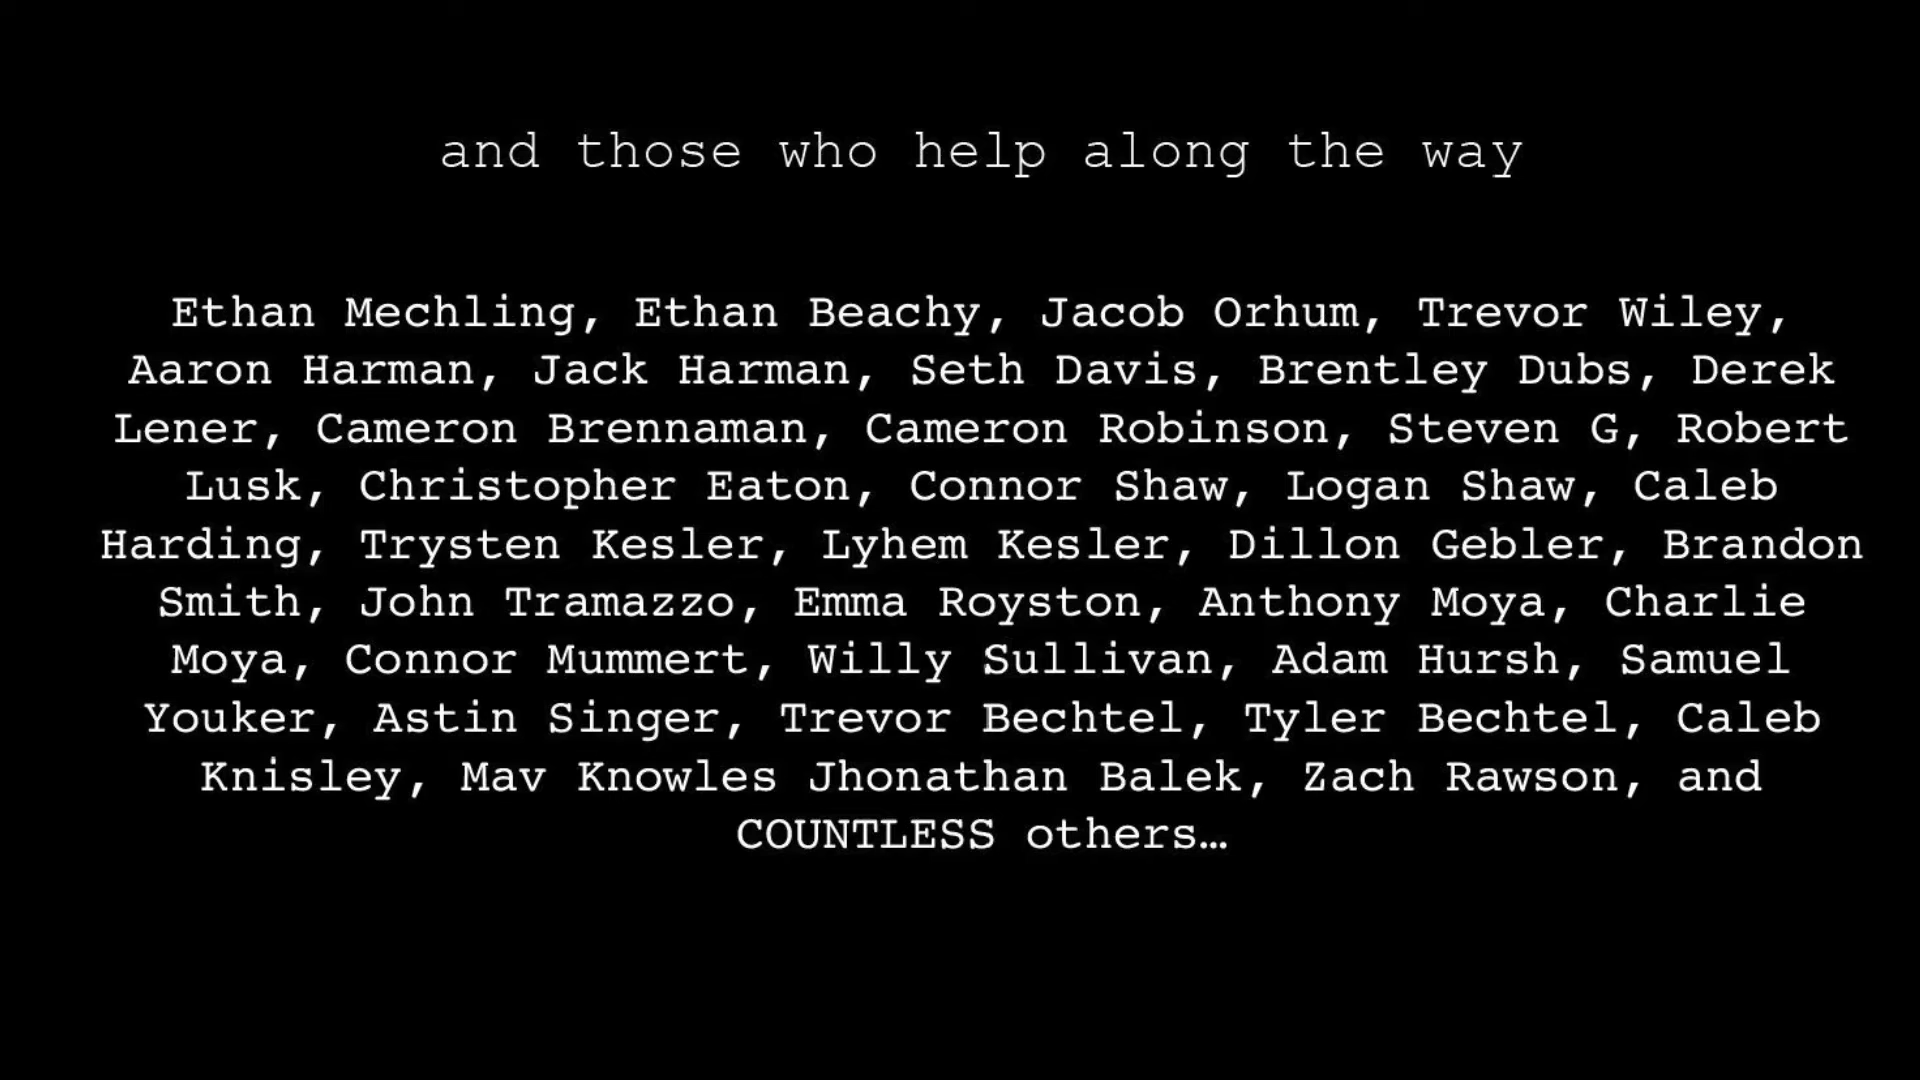 and those who help along the way
Ethan Mechling, Ethan Beachy, Jacob Orhum, Trevor Wiley,
Aaron Harman, Jack Harman, Seth Davis, Brentley Dubs, Derek
Lener, Cameron Brennaman, Cameron Robinson, Steven G, Robert
Lusk, Christopher Eaton, Connor Shaw, Logan Shaw, Caleb
Harding, Trysten Kesler, Lyhem Kesler, Dillon Gebler, Brandon
Smith, John Tramazzo, Emma Royston, Anthony Moya, Charlie
Moya, Connor Mummert, Willy Sullivan, Adam Hursh, Samuel
Youker, Astin Singer, Trevor Bechtel, Tyler Bechtel, Caleb
Knisley, Mav Knowles Jhonathan Balek, Zach Rawson, and
COUNTLESS others…